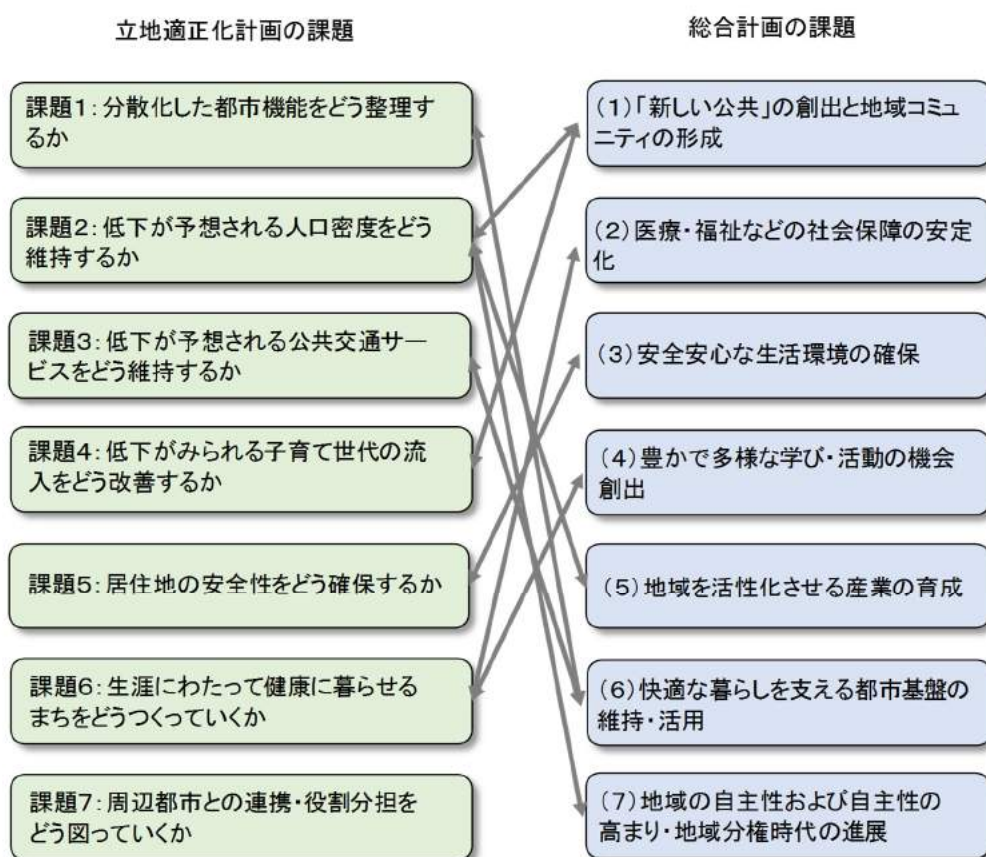 立地適正化計画の課題
総合計画の課題
課題1:分散化した都市機能をどう整理す
るか
課題2:低下が予想される人口密度をどう
維持するか
課題3:低下が予想される公共交通サー
ビスをどう維持するか
課題4:低下がみられる子育て世代の流
入をどう改善するか
課題5:居住地の安全性をどう確保するか
課題6:生涯にわたって健康に暮らせる
まちをどうつくっていくか
課題7:周辺都市との連携・役割分担を
どう図っていくか
(1)「新しい公共」の創出と地域コミュ
ニティの形成
(2)医療・福祉などの社会保障の安定
化
(3)安全安心な生活環境の確保
(4)豊かで多様な学び・活動の機会
創出
(5)地域を活性化させる産業の育成
(6)快適な暮らしを支える都市基盤の
維持・活用
(7)地域の自主性および自主性の
高まり・地域分権時代の進展